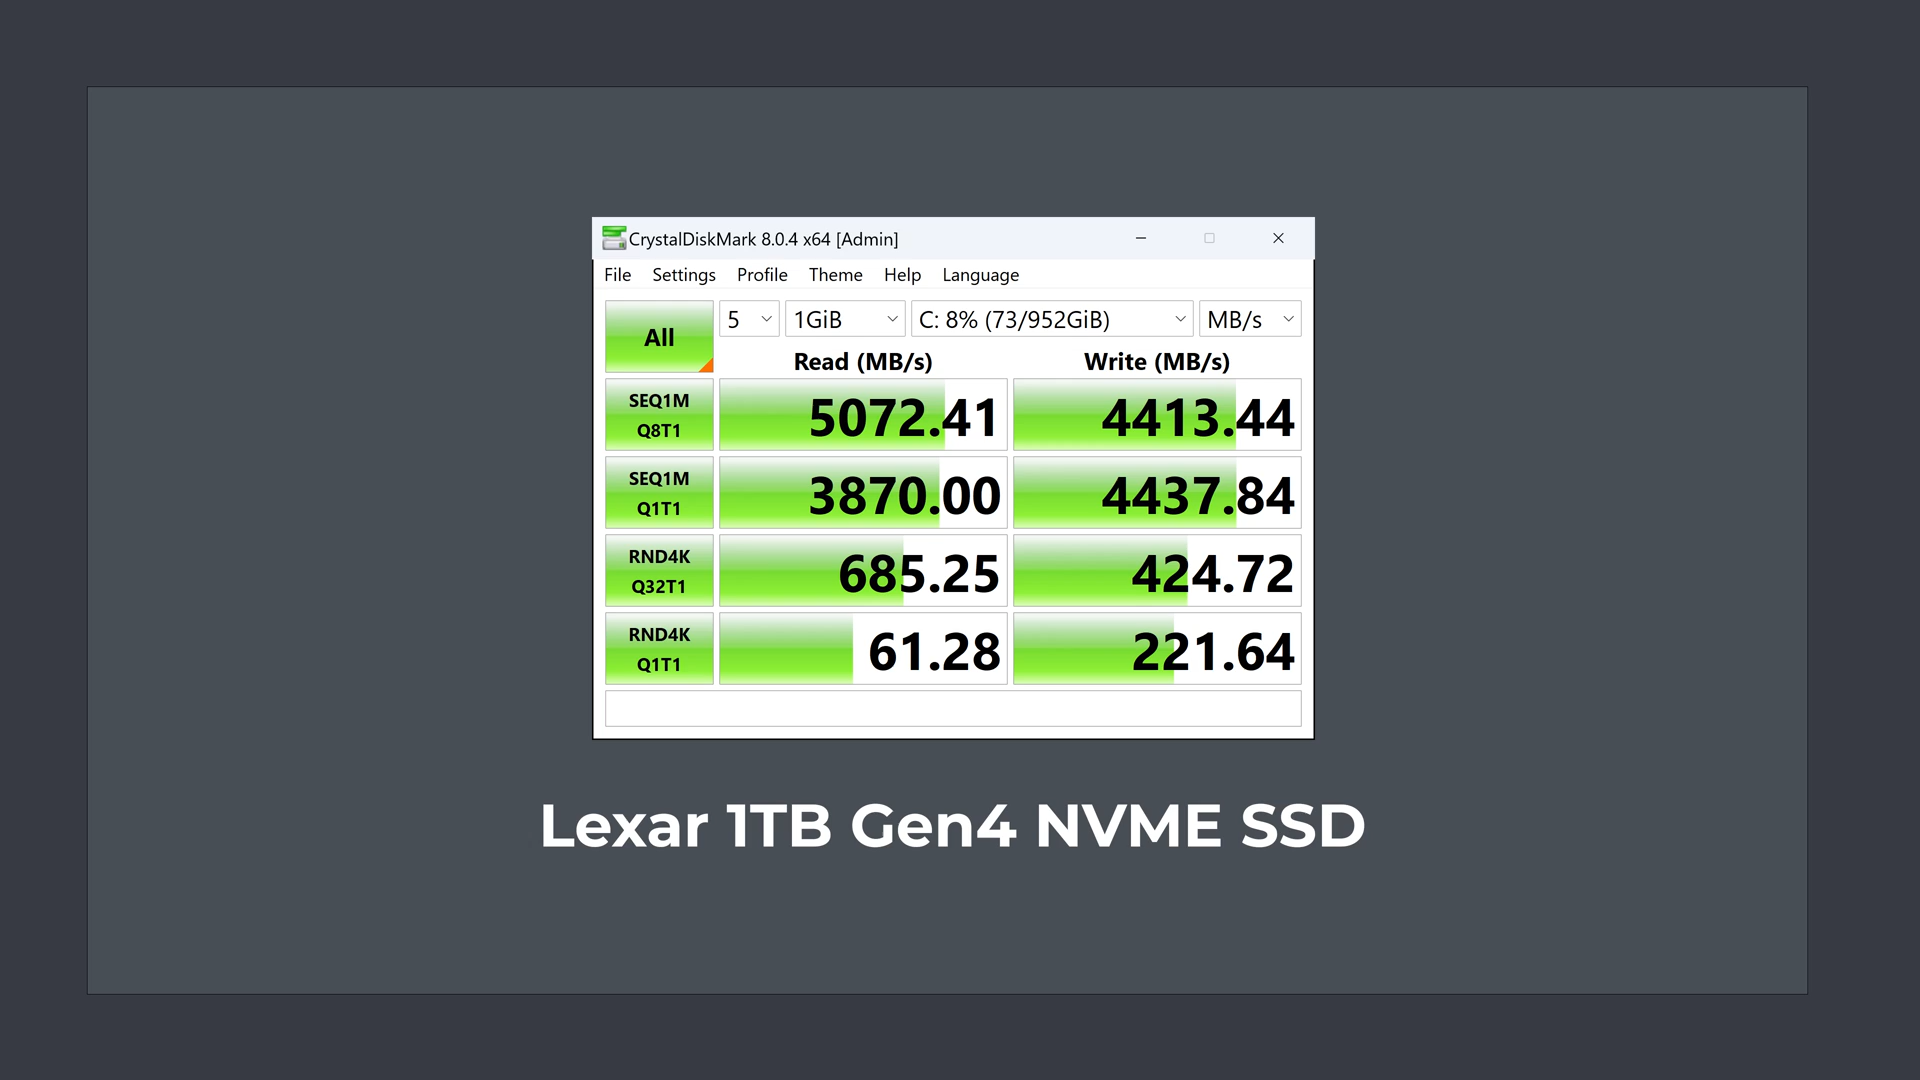 CrystalDiskMark 8.0.4 x64 [Admin]
File Settings Profile Theme Help Language
All 5 1GiB C: 8% (73/952GiB) MB/s
Read (MB/s) Write (MB/s)
SEQ1M
Q8T1
5072.41 4413.44
SEQ1M
Q1T1
3870.00 4437.84
RND4K
Q32T1
685.25 424.72
RND4K
Q1T1
61.28 221.64
Lexar 1TB Gen4 NVME SSD